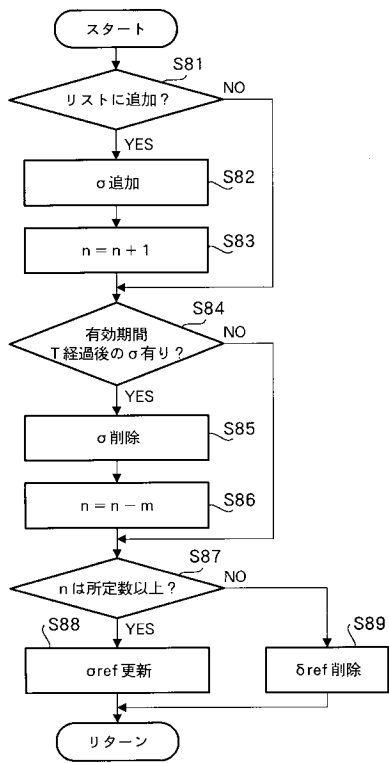 スタート
S81
リストに追加？
NO
YES
σ追加
S82
n＝n＋1
S83
S84
有効期間
T経過後のσ有り？
NO
YES
σ削除
S85
n＝n－m
S86
S87
nは所定数以上？
NO
YES
S88
S89
σref更新
δref削除
リターン